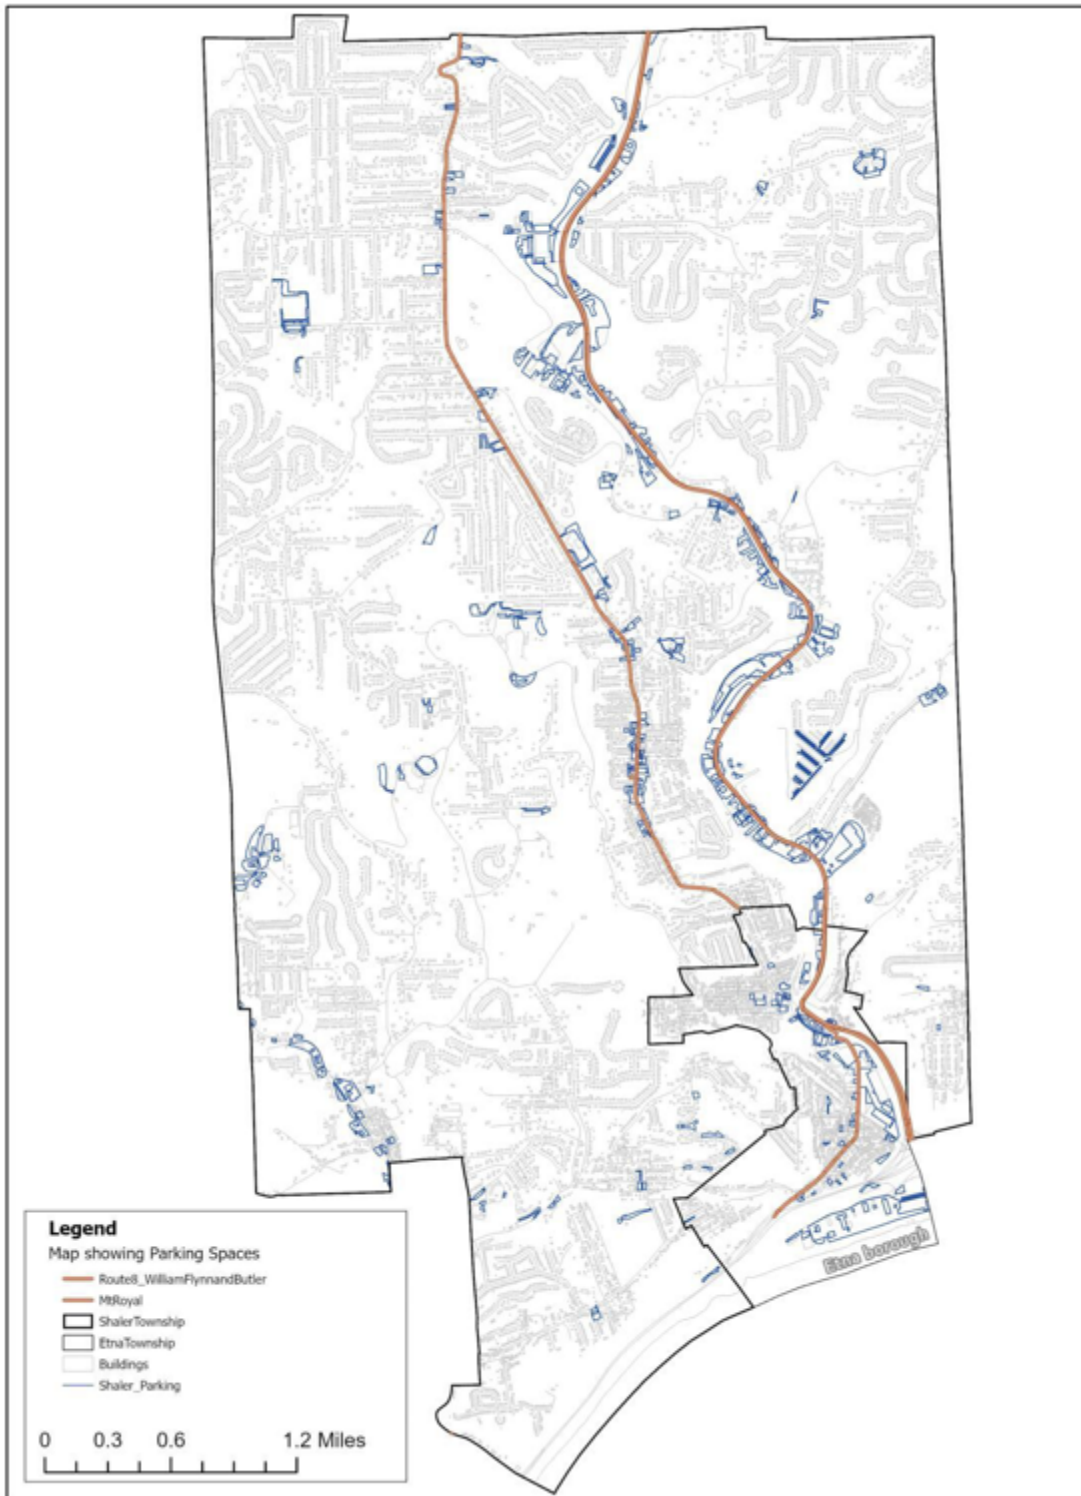 Etna borough
Legend
Map showing Parking Spaces
Route8_WilliamFlynnandButler
MtRoyal
ShalerTownship
EtnaTownship
Buildings
Shaler_Parking
0 0.3 0.6 1.2 Miles